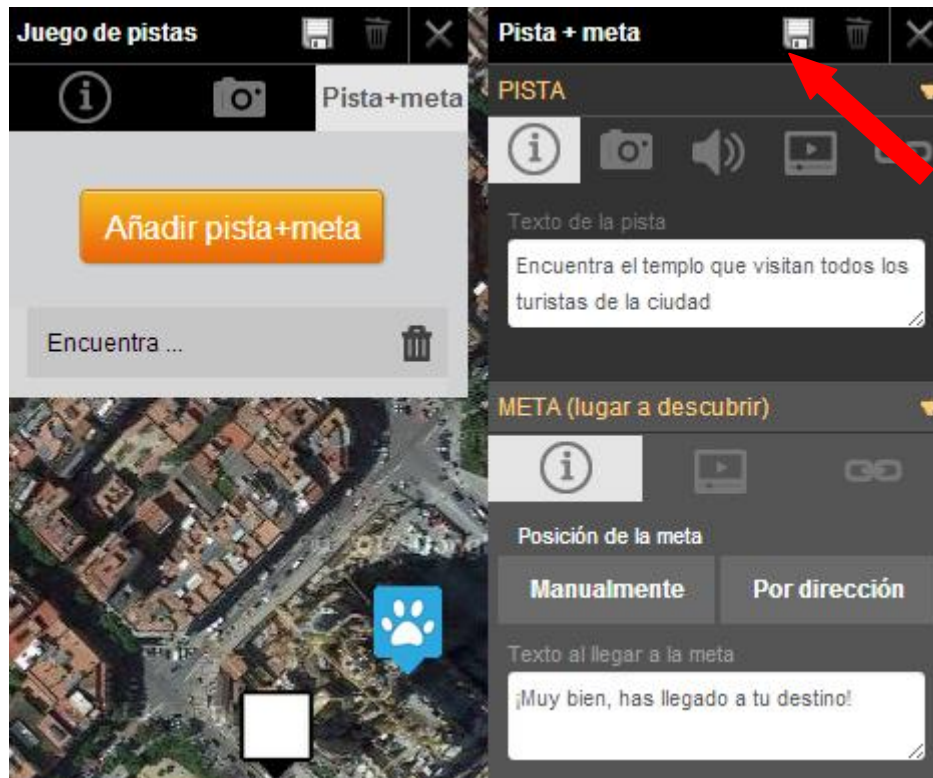 Juego de pistas
Pista+meta
Añadir pista+meta
Encuentra ...
Pista + meta
PISTA
Texto de la pista
Encuentra el templo que visitan todos los
turistas de la ciudad
META (lugar a descubrir)
Posición de la meta
Manualmente
Por dirección
Texto al llegar a la meta
¡Muy bien, has llegado a tu destino!